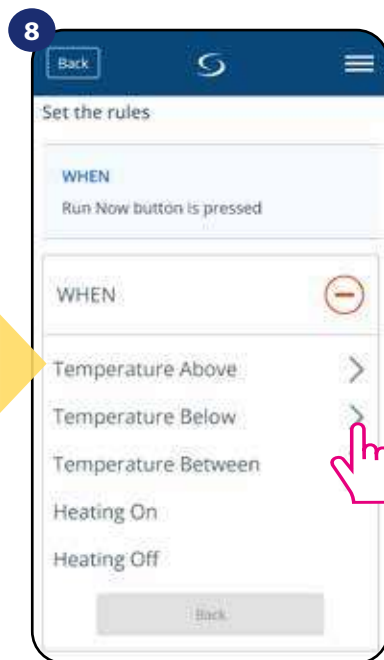 8
Back
Set the rules
WHEN
Run Now button is pressed
WHEN
Temperature Above
Temperature Below
Temperature Between
Heating On
Heating Off
Back